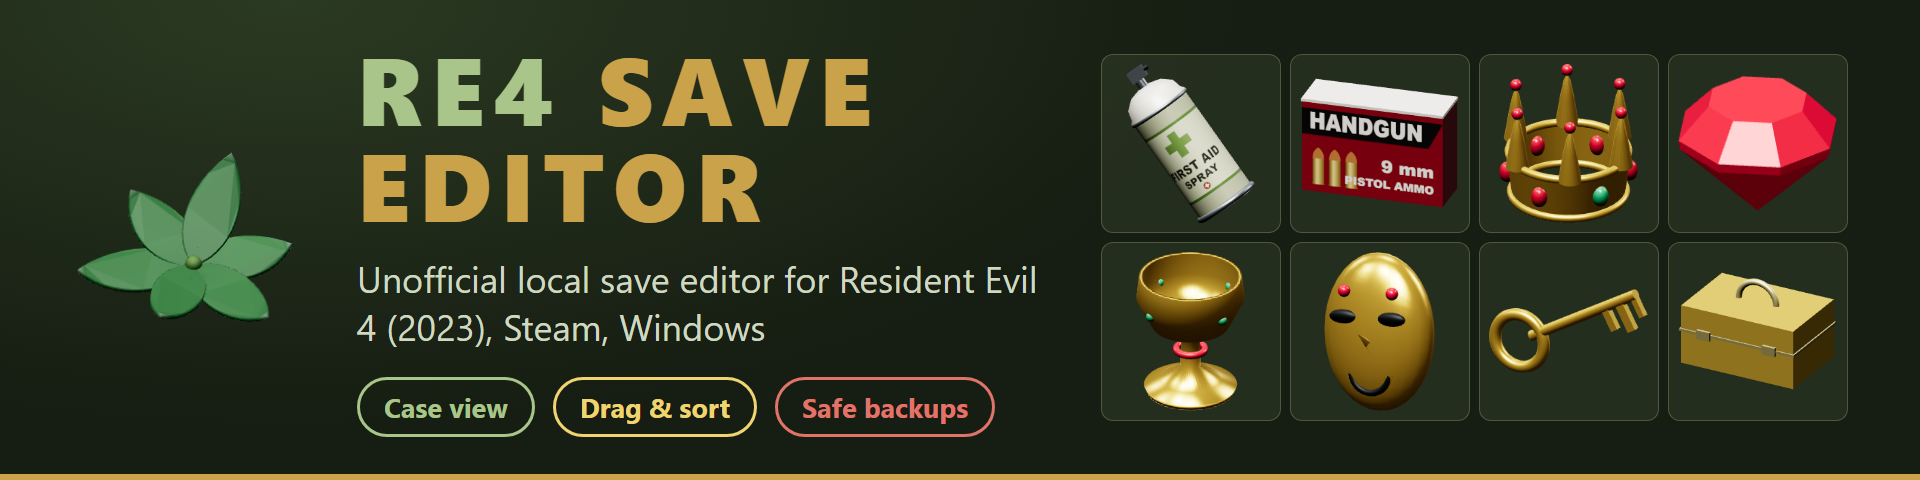 RE4 SAVE
EDITOR
Unofficial local save editor for Resident Evil
4 (2023), Steam, Windows
Case view
Drag & sort
Safe backups
FIRST AID
SPRAY
HANDGUN
9 mm
PISTOL AMMO